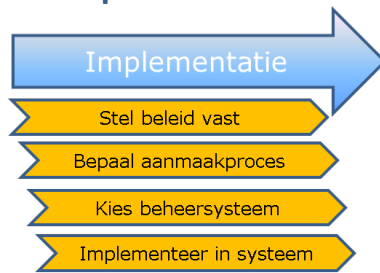 Implementatie
Stel beleid vast
Bepaal aanmaakproces
Kies beheersysteem
Implementeer in systeem